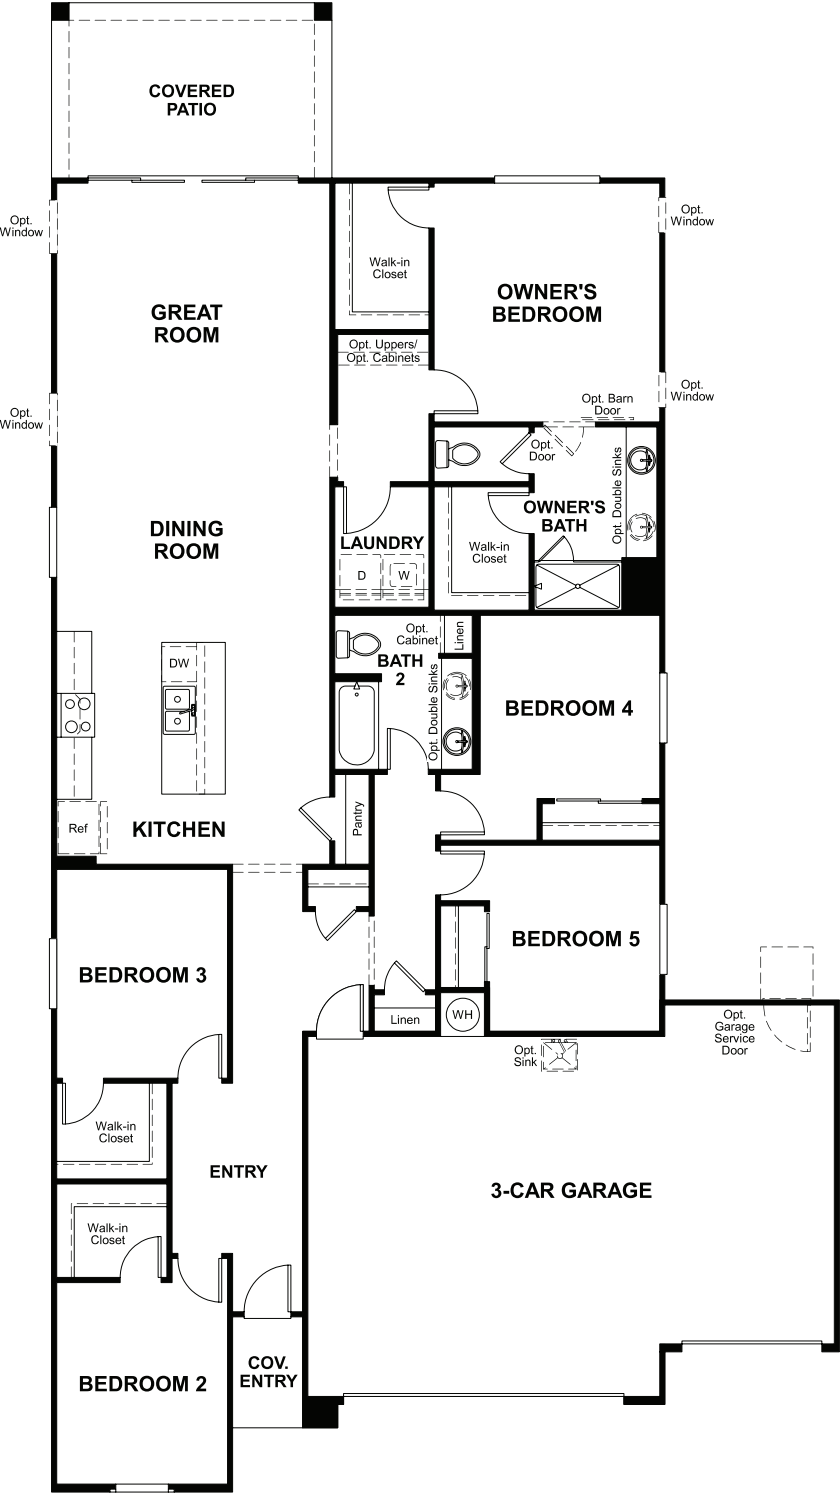 COVERED
PATIO
Opt.
Window
Opt.
Window
Walk-in
Closet
GREAT
ROOM
OWNER'S
BEDROOM
Opt. Uppers/
Opt. Cabinets
Opt.
Window
Opt.
Window
Opt. Barn
Door
Opt.
Door
Opt. Double Sinks
OWNER'S
BATH
DINING
ROOM
LAUNDRY
Walk-in
Closet
D
W
Opt.
Cabinet
Linen
BATH
2
DW
Opt. Double Sinks
BEDROOM 4
Pantry
Ref
KITCHEN
BEDROOM 5
BEDROOM 3
Linen
WH
Opt.
Sink
Opt.
Garage
Service
Door
Walk-in
Closet
ENTRY
3-CAR GARAGE
Walk-in
Closet
COV.
ENTRY
BEDROOM 2